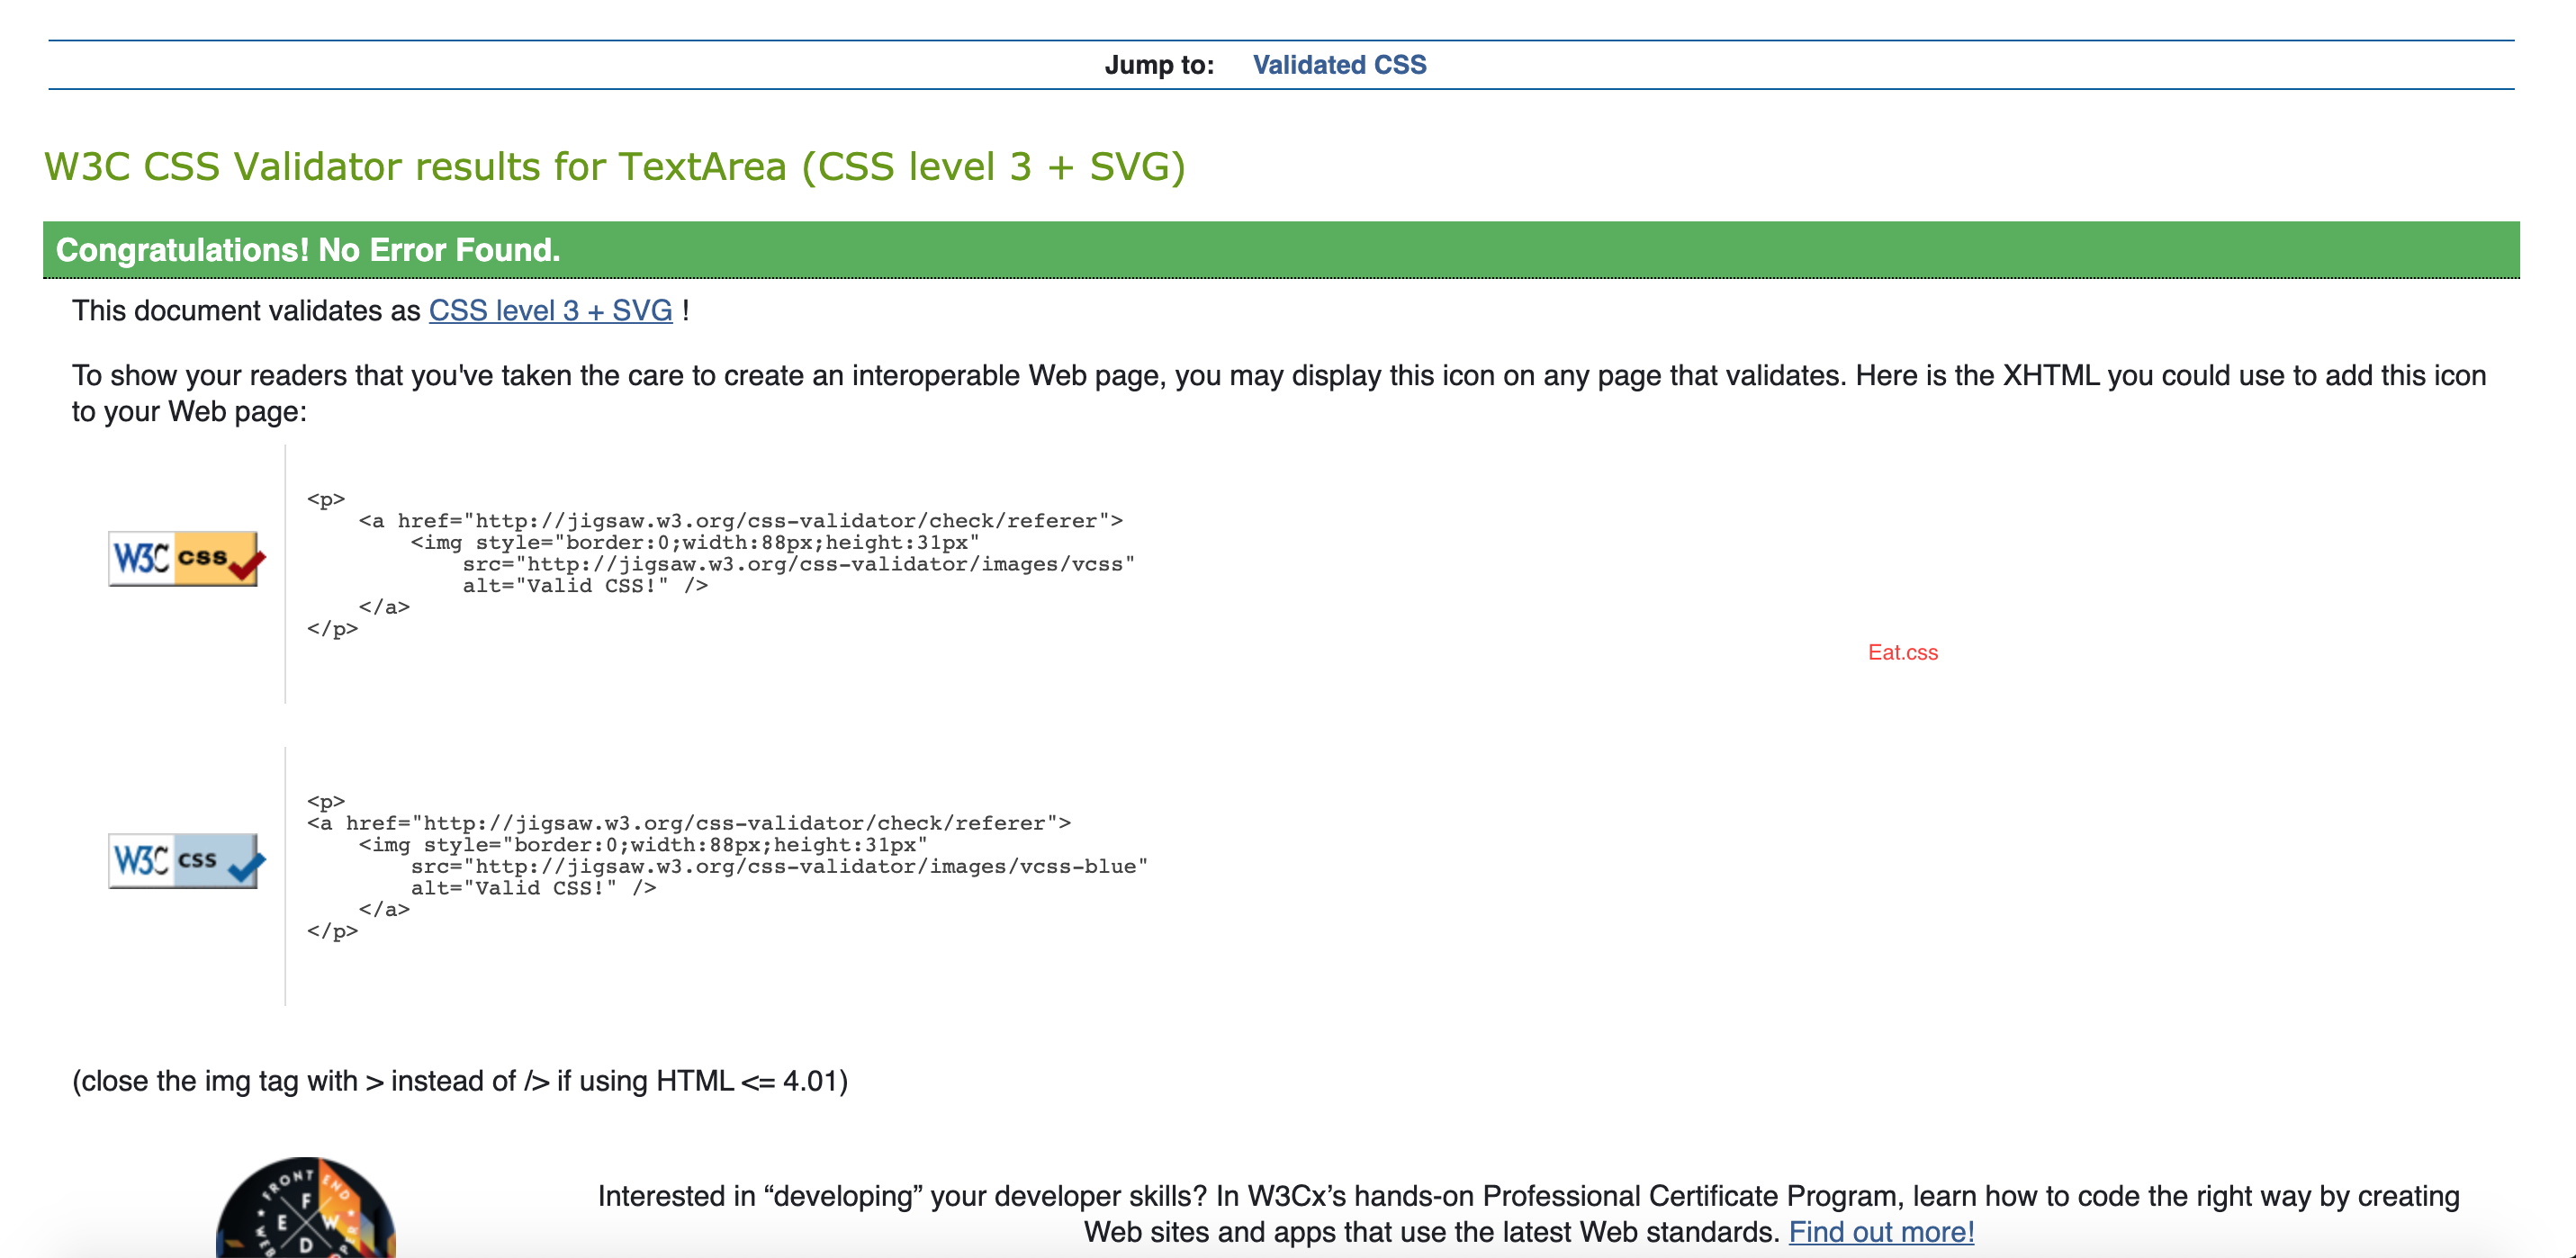 Jump to: Validated CSS
W3C CSS Validator results for TextArea (CSS level 3 + SVG)
Congratulations! No Error Found.
This document validates as CSS level 3 + SVG !
To show your readers that you've taken the care to create an interoperable Web page, you may display this icon on any page that validates. Here is the XHTML you could use to add this icon
to your Web page:
W3C css
<p>
<a href="http://jigsaw.w3.org/css-validator/check/referer">
<img style="border:0;width:88px;height:31px"
src="http://jigsaw.w3.org/css-validator/images/vcss"
alt="Valid CSS!" />
</a>
</p>
Eat.css
W3C css
<p>
<a href="http://jigsaw.w3.org/css-validator/check/referer">
<img style="border:0;width:88px;height:31px"
src="http://jigsaw.w3.org/css-validator/images/vcss-blue"
alt="Valid CSS!" />
</a>
</p>
(close the img tag with > instead of /> if using HTML <= 4.01)
FRONT END
F
E W
D
WEB
Interested in “developing” your developer skills? In W3Cx’s hands-on Professional Certificate Program, learn how to code the right way by creating
Web sites and apps that use the latest Web standards. Find out more!